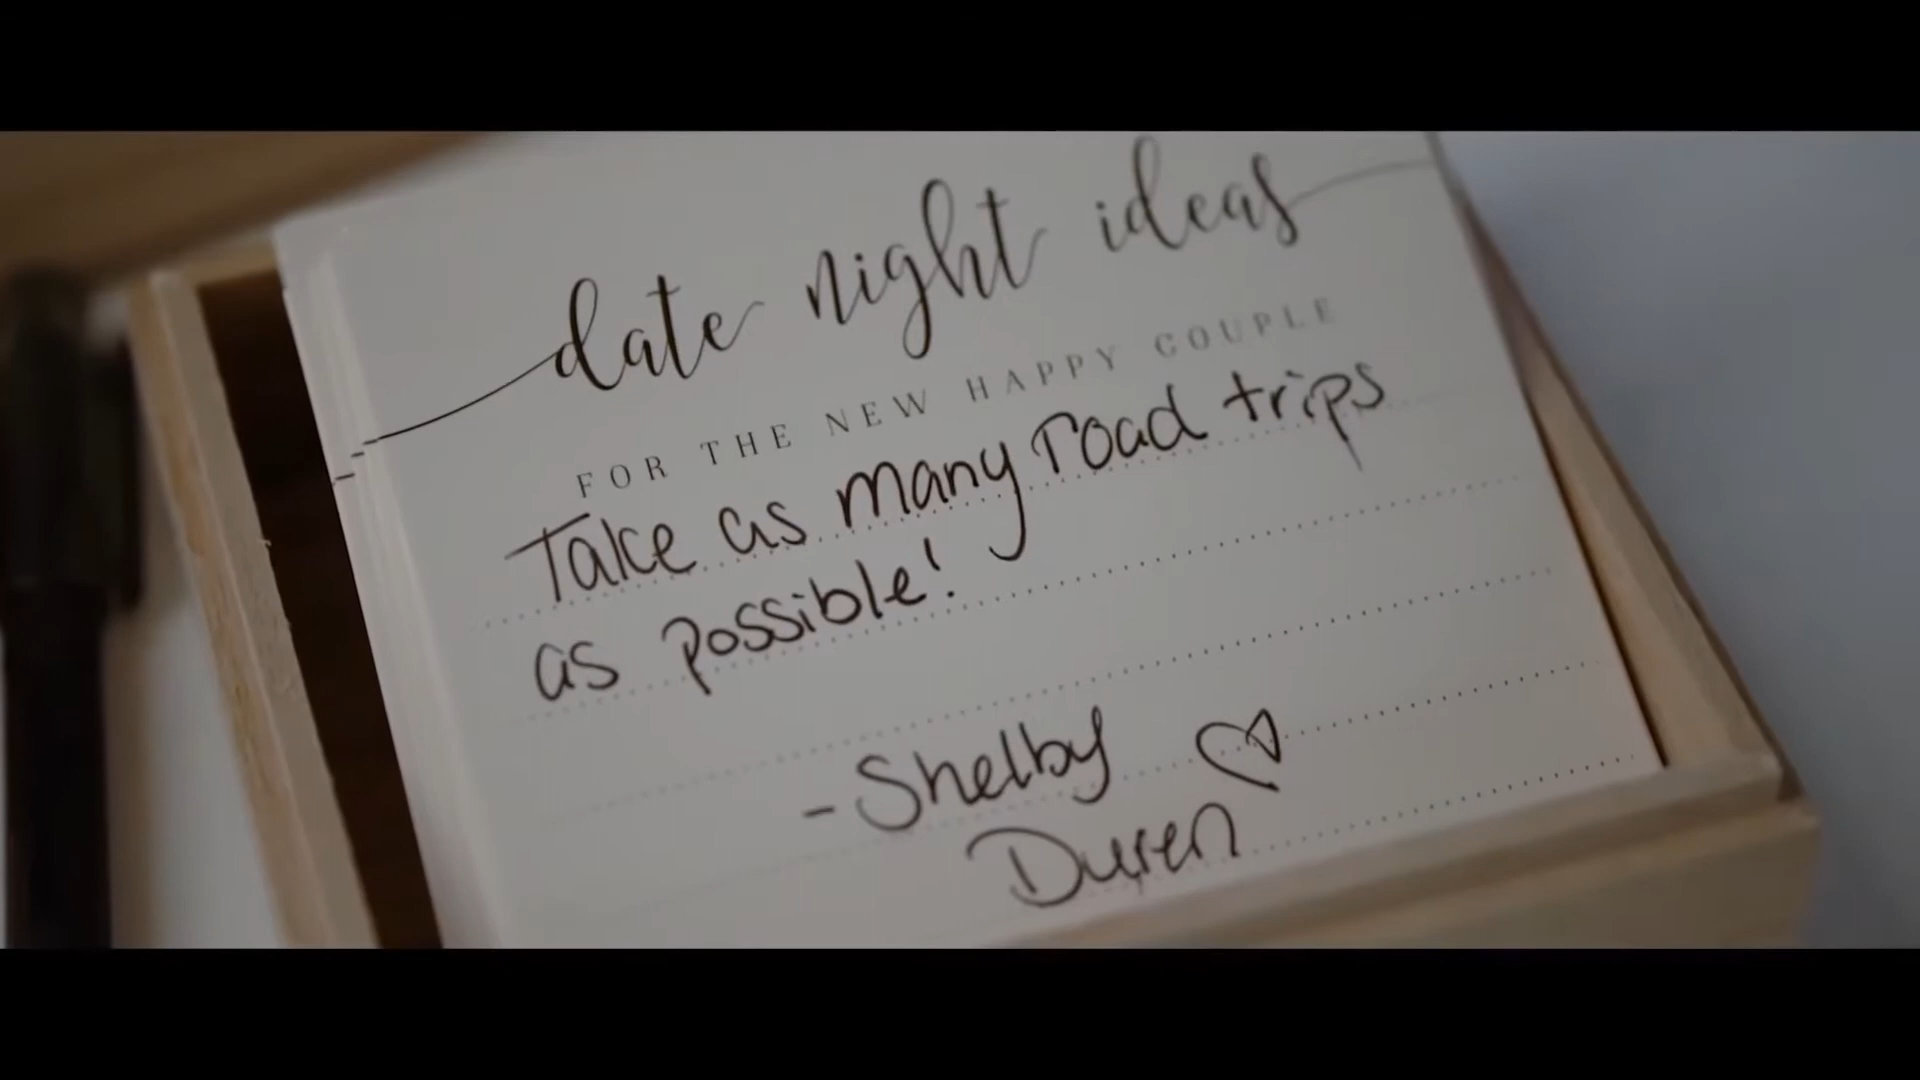 date night ideas
FOR THE NEW HAPPY COUPLE
Take as many road trips
as possible!
-Shelby
Duren